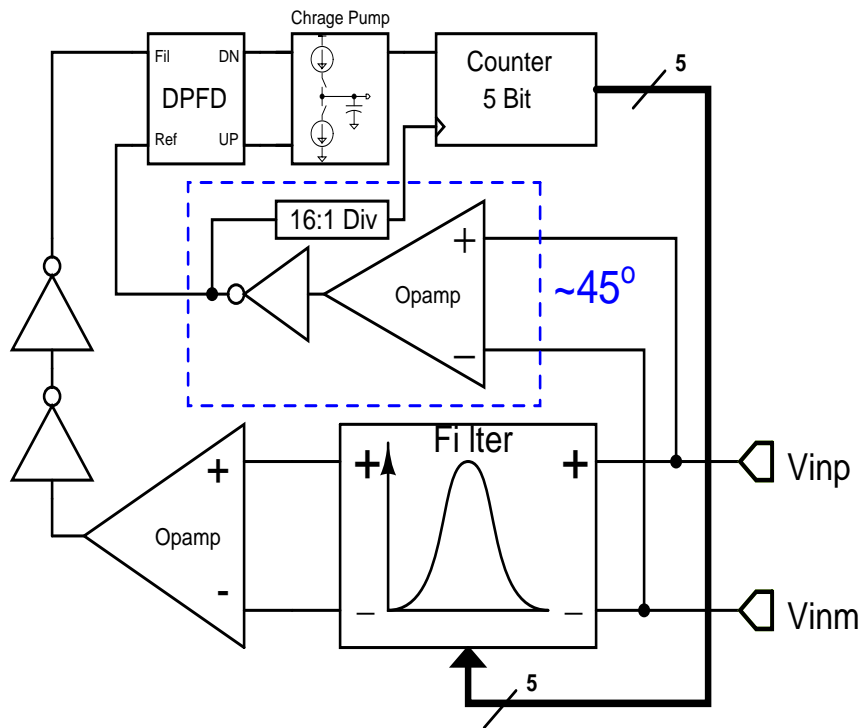 Chrage Pump
Fil
DN
DPFD
Ref
UP
Counter
5 Bit
5
16:1 Div
+
Opamp
−
~45°
Fi lter
+
+
+
Opamp
-
−
−
Vinp
Vinm
5